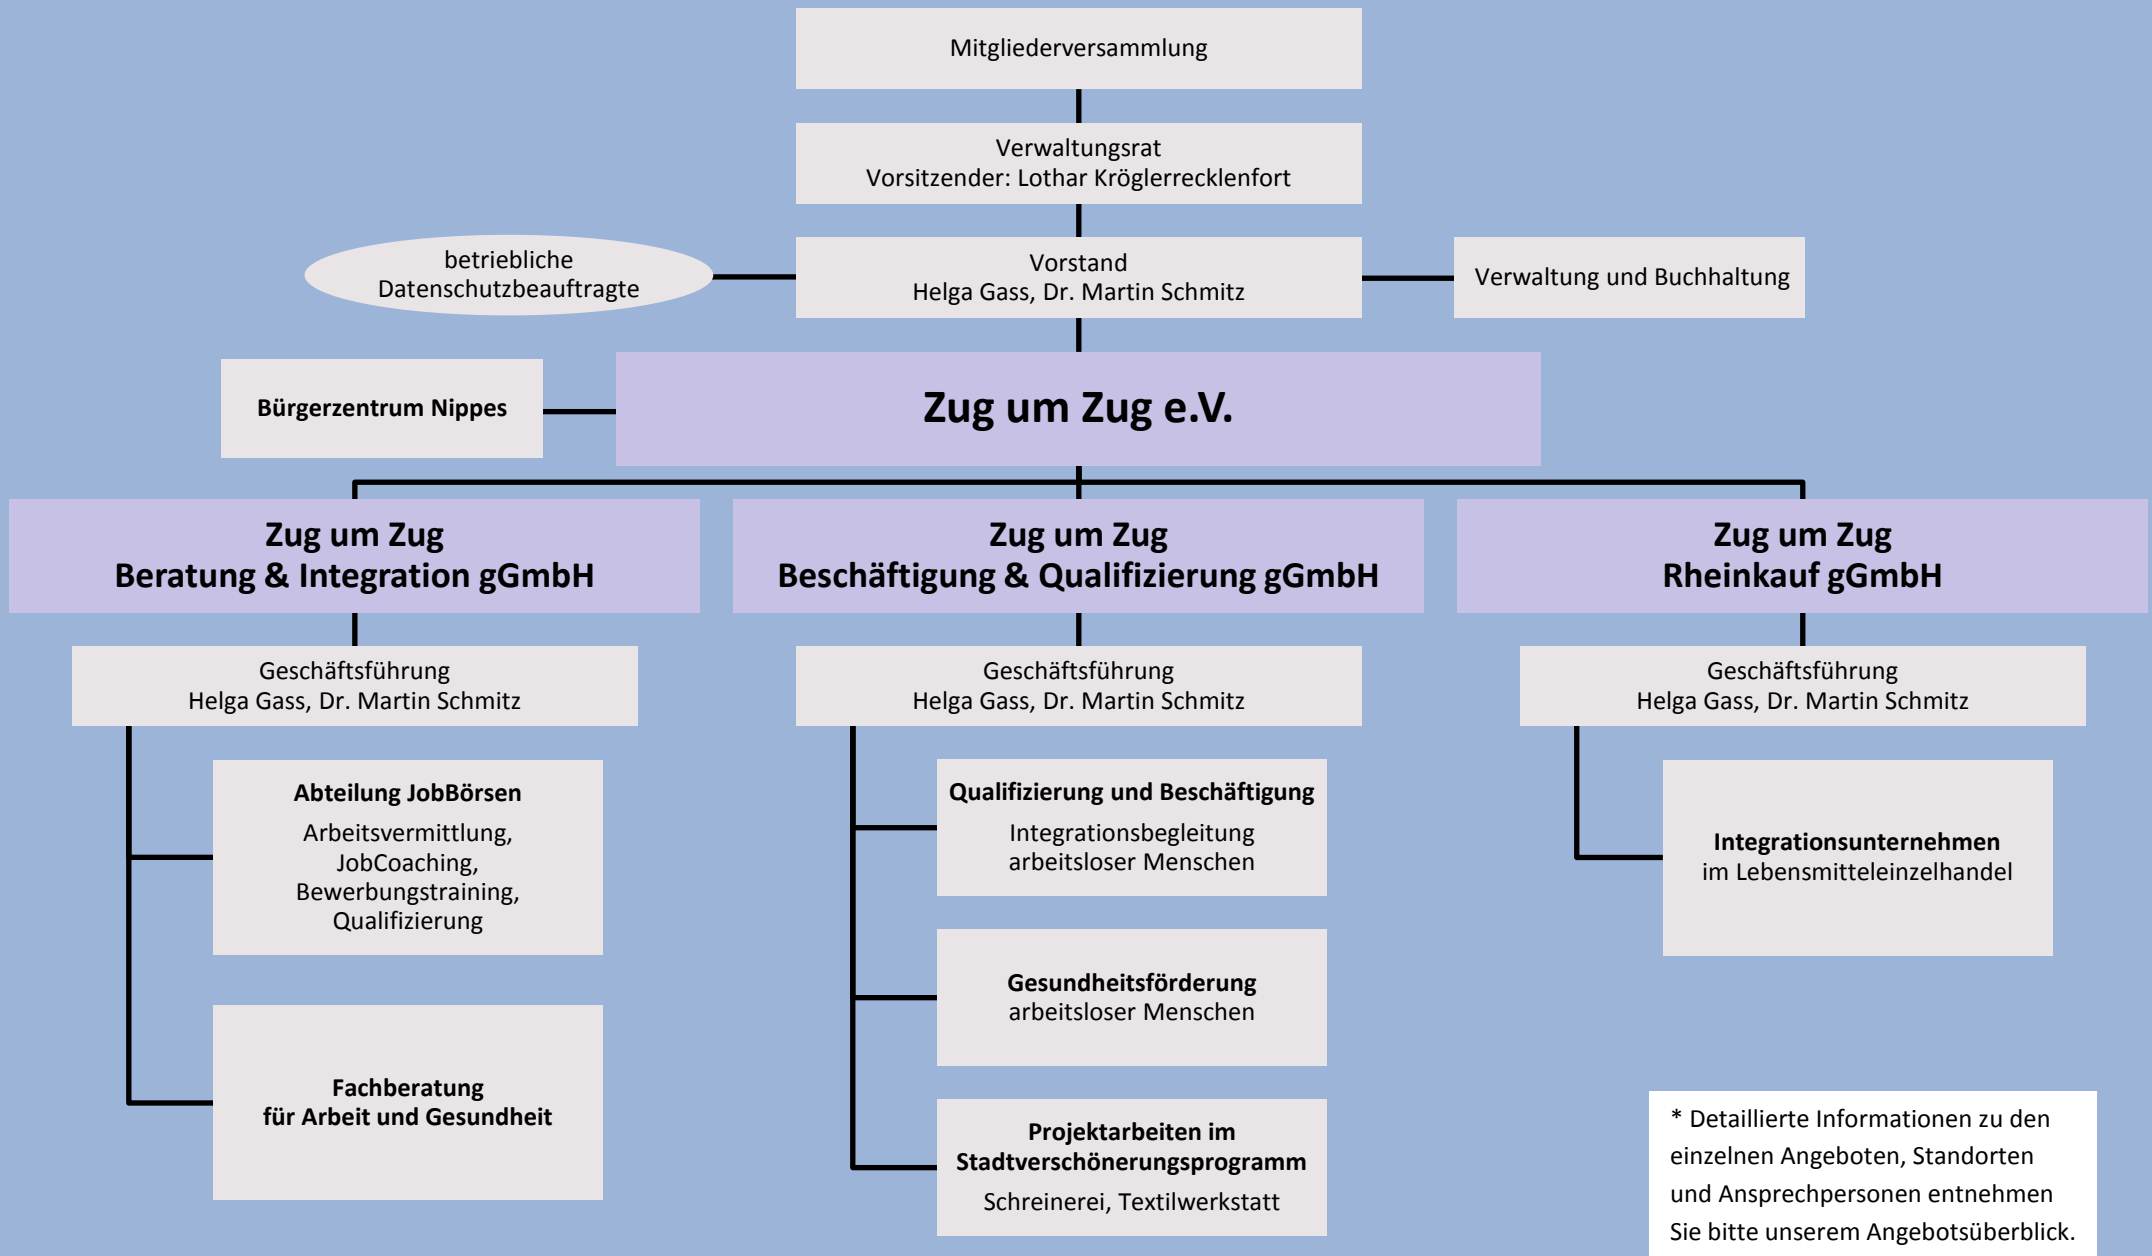 Mitgliederversammlung
Verwaltungsrat
Vorsitzender: Lothar Kröglerrecklenfort
betriebliche
Datenschutzbeauftragte
Vorstand
Helga Gass, Dr. Martin Schmitz
Verwaltung und Buchhaltung
Bürgerzentrum Nippes
Zug um Zug e.V.
Zug um Zug
Beratung & Integration gGmbH
Geschäftsführung
Helga Gass, Dr. Martin Schmitz
Abteilung JobBörsen
Arbeitsvermittlung,
JobCoaching,
Bewerbungstraining,
Qualifizierung
Fachberatung
für Arbeit und Gesundheit
Zug um Zug
Beschäftigung & Qualifizierung gGmbH
Geschäftsführung
Helga Gass, Dr. Martin Schmitz
Qualifizierung und Beschäftigung
Integrationsbegleitung
arbeitsloser Menschen
Gesundheitsförderung
arbeitsloser Menschen
Projektarbeiten im
Stadtverschönerungsprogramm
Schreinerei, Textilwerkstatt
Zug um Zug
Rheinkauf gGmbH
Geschäftsführung
Helga Gass, Dr. Martin Schmitz
Integrationsunternehmen
im Lebensmitteleinzelhandel
* Detaillierte Informationen zu den
einzelnen Angeboten, Standorten
und Ansprechpersonen entnehmen
Sie bitte unserem Angebotsüberblick.